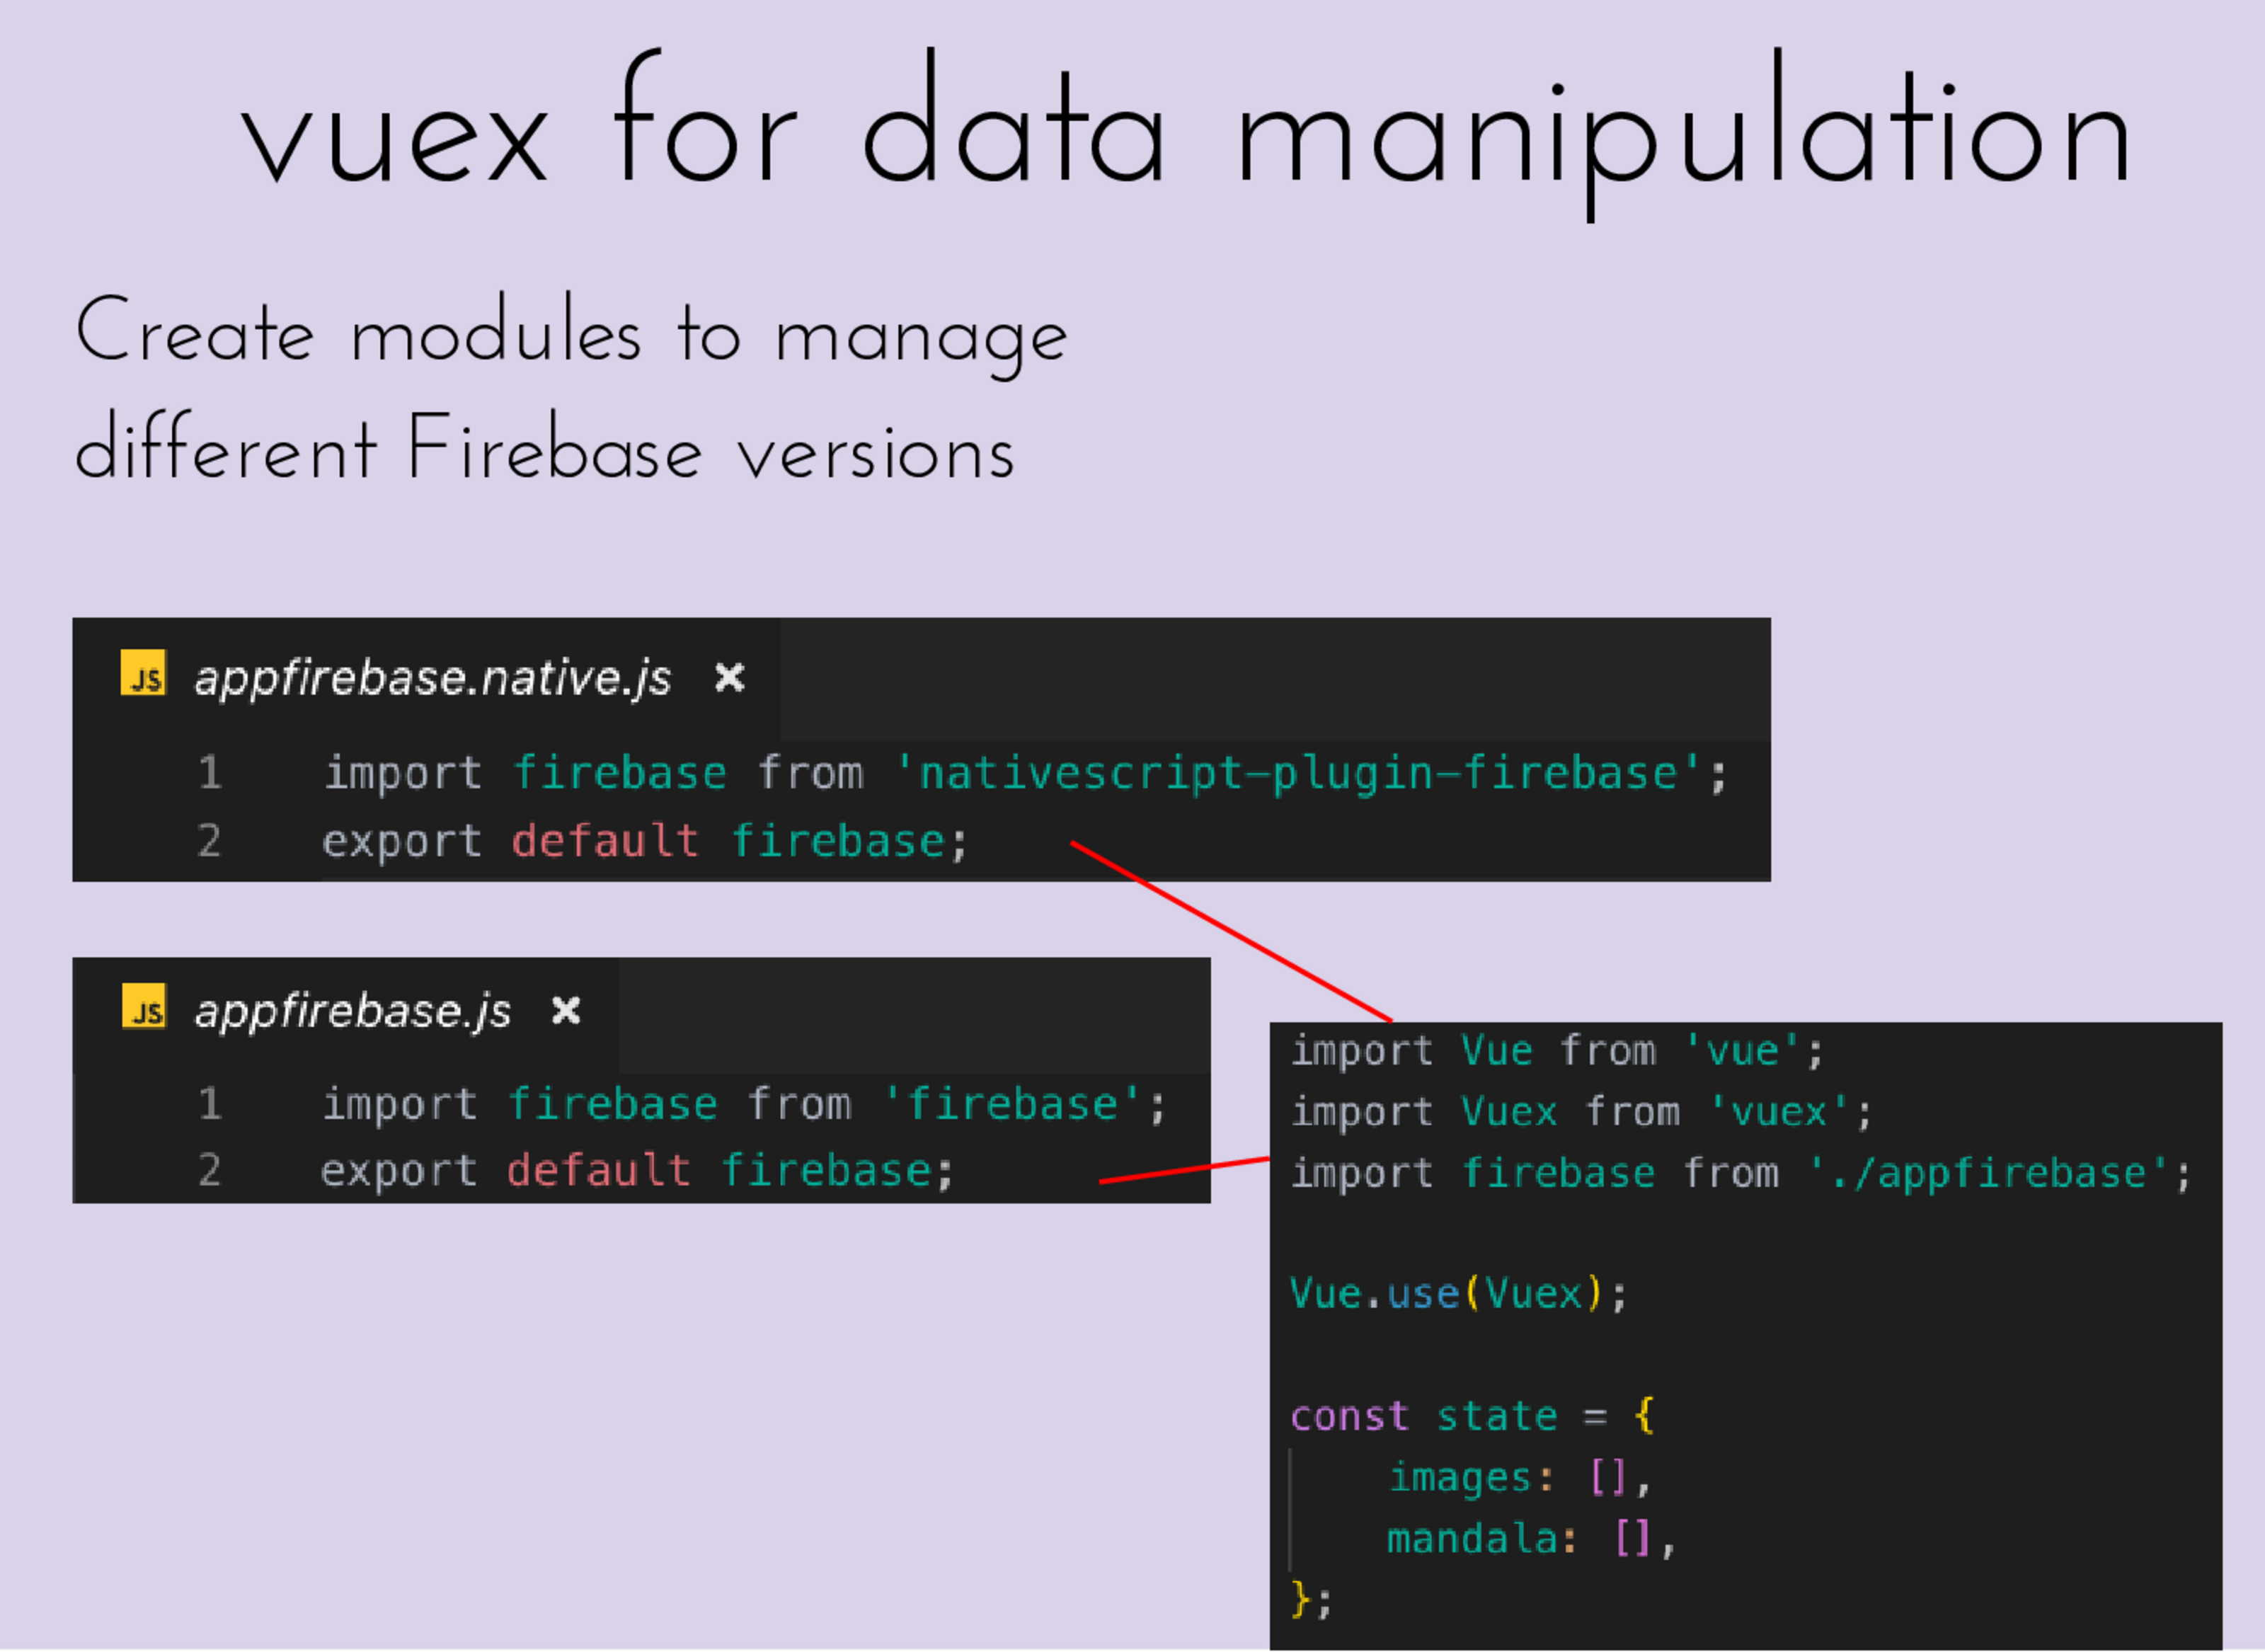 vuex for data manipulation
Create modules to manage
different Firebase versions
JS appfirebase.native.js ×
1 import firebase from 'nativescript-plugin-firebase';
2 export default firebase;
JS appfirebase.js ×
1 import firebase from 'firebase';
2 export default firebase;
import Vue from 'vue';
import Vuex from 'vuex';
import firebase from './appfirebase';
Vue.use(Vuex);
const state = {
images: [],
mandala: [],
};